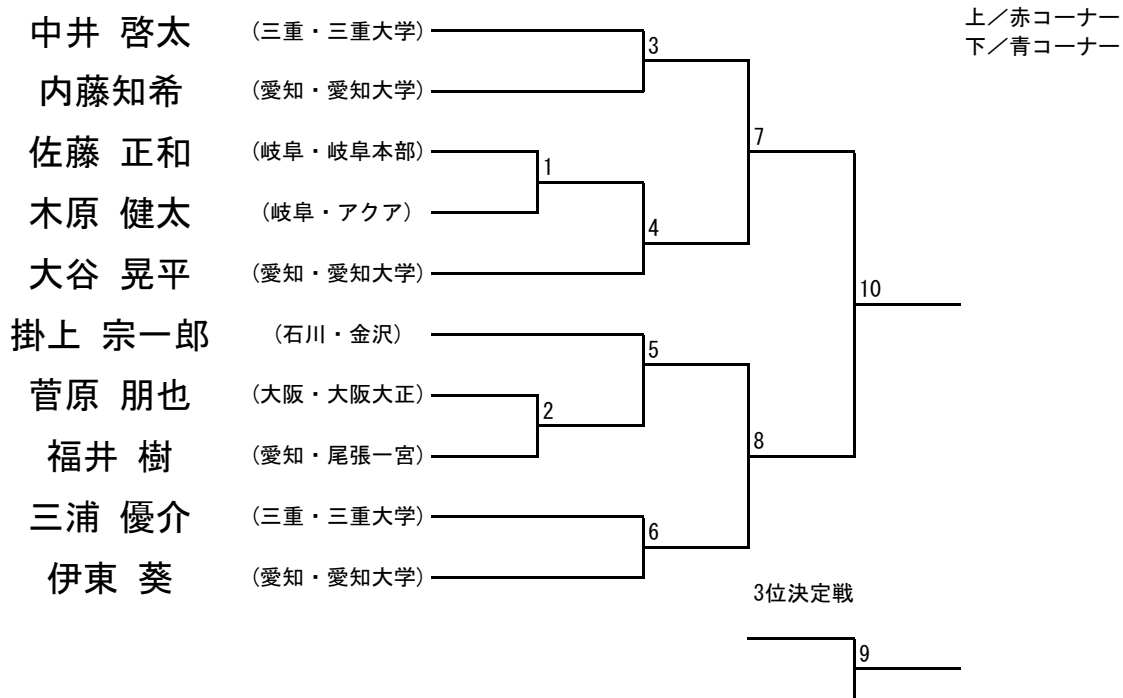 上／赤コーナー
下／青コーナー
中井 啓太 (三重・三重大学)
3
内藤知希 (愛知・愛知大学)
7
佐藤 正和 (岐阜・岐阜本部)
1
木原 健太 (岐阜・アクア)
4
大谷 晃平 (愛知・愛知大学)
10
掛上 宗一郎 (石川・金沢)
5
菅原 朋也 (大阪・大阪大正)
2
8
福井 樹 (愛知・尾張一宮)
三浦 優介 (三重・三重大学)
6
伊東 葵 (愛知・愛知大学)
3位決定戦
9